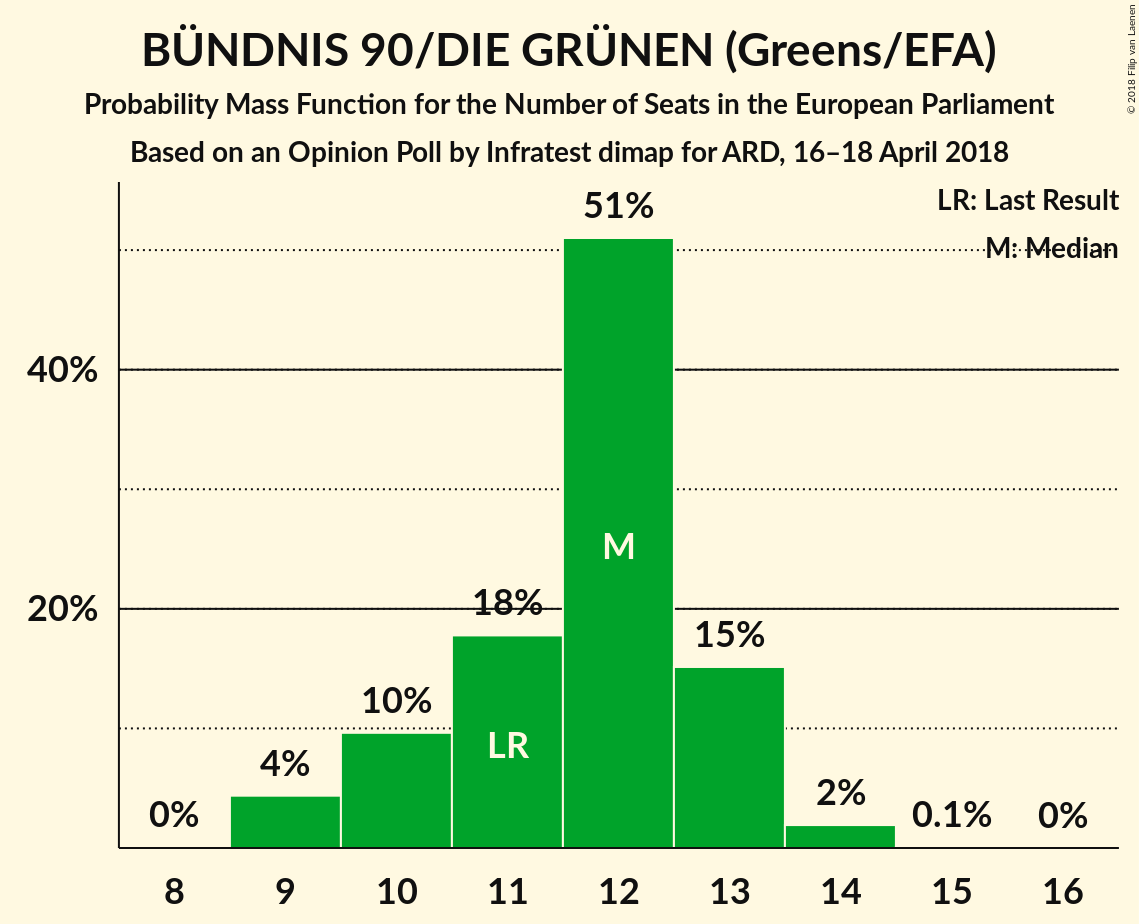 BÜNDNIS 90/DIE GRÜNEN (Greens/EFA)
Probability Mass Function for the Number of Seats in the European Parliament
Based on an Opinion Poll by Infratest dimap for ARD, 16–18 April 2018
© 2018 Filip van Laenen
LR: Last Result
M: Median
51%
40%
M
20%
18%
15%
10%
LR
4%
2%
0%
0.1%
0%
8 9 10 11 12 13 14 15 16